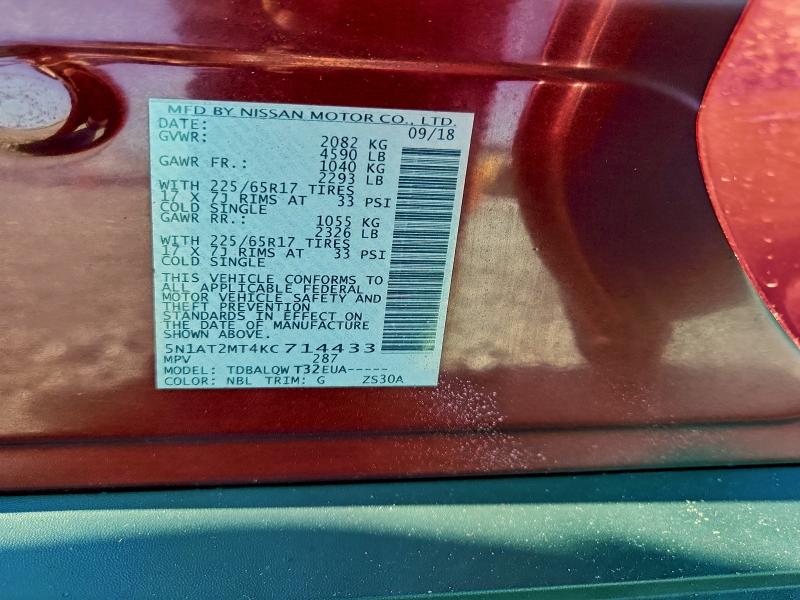 MFD BY NISSAN MOTOR CO., LTD.
DATE: 09/18
GVWR: 2082 KG
4590 LB
GAWR FR.: 1040 KG
2293 LB
WITH 225/65R17 TIRES
17 X 7J RIMS AT 33 PSI
COLD SINGLE
GAWR RR.: 1055 KG
2326 LB
WITH 225/65R17 TIRES
17 X 7J RIMS AT 33 PSI
COLD SINGLE
THIS VEHICLE CONFORMS TO
ALL APPLICABLE FEDERAL
MOTOR VEHICLE SAFETY AND
THEFT PREVENTION
STANDARDS IN EFFECT ON
THE DATE OF MANUFACTURE
SHOWN ABOVE.
5N1AT2MT4KC714433
MPV 287
MODEL: TDBALQW T32EUA-----
COLOR: NBL TRIM: G ZS30A